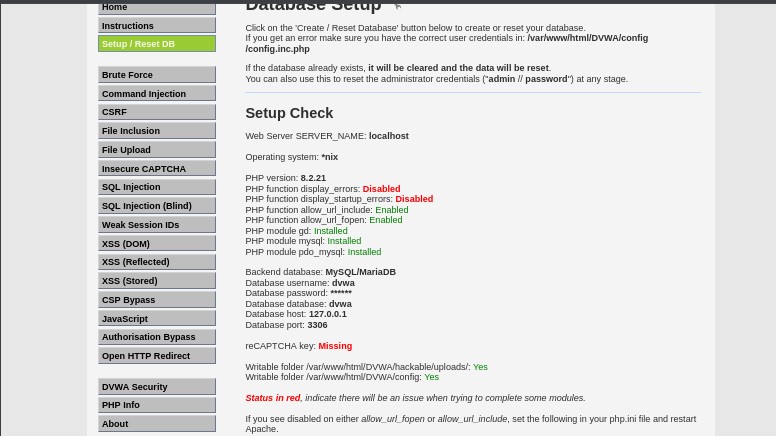 Home
Instructions
Setup / Reset DB
Brute Force
Command Injection
CSRF
File Inclusion
File Upload
Insecure CAPTCHA
SQL Injection
SQL Injection (Blind)
Weak Session IDs
XSS (DOM)
XSS (Reflected)
XSS (Stored)
CSP Bypass
JavaScript
Authorisation Bypass
Open HTTP Redirect
DVWA Security
PHP Info
About
Database Setup
Click on the 'Create / Reset Database' button below to create or reset your database.
If you get an error make sure you have the correct user credentials in: /var/www/html/DVWA/config
/config.inc.php
If the database already exists, it will be cleared and the data will be reset.
You can also use this to reset the administrator credentials ("admin // password") at any stage.
Setup Check
Web Server SERVER_NAME: localhost
Operating system: *nix
PHP version: 8.2.21
PHP function display_errors: Disabled
PHP function display_startup_errors: Disabled
PHP function allow_url_include: Enabled
PHP function allow_url_fopen: Enabled
PHP module gd: Installed
PHP module mysql: Installed
PHP module pdo_mysql: Installed
Backend database: MySQL/MariaDB
Database username: dvwa
Database password: ******
Database database: dvwa
Database host: 127.0.0.1
Database port: 3306
reCAPTCHA key: Missing
Writable folder /var/www/html/DVWA/hackable/uploads/: Yes
Writable folder /var/www/html/DVWA/config: Yes
Status in red, indicate there will be an issue when trying to complete some modules.
If you see disabled on either allow_url_fopen or allow_url_include, set the following in your php.ini file and restart
Apache.